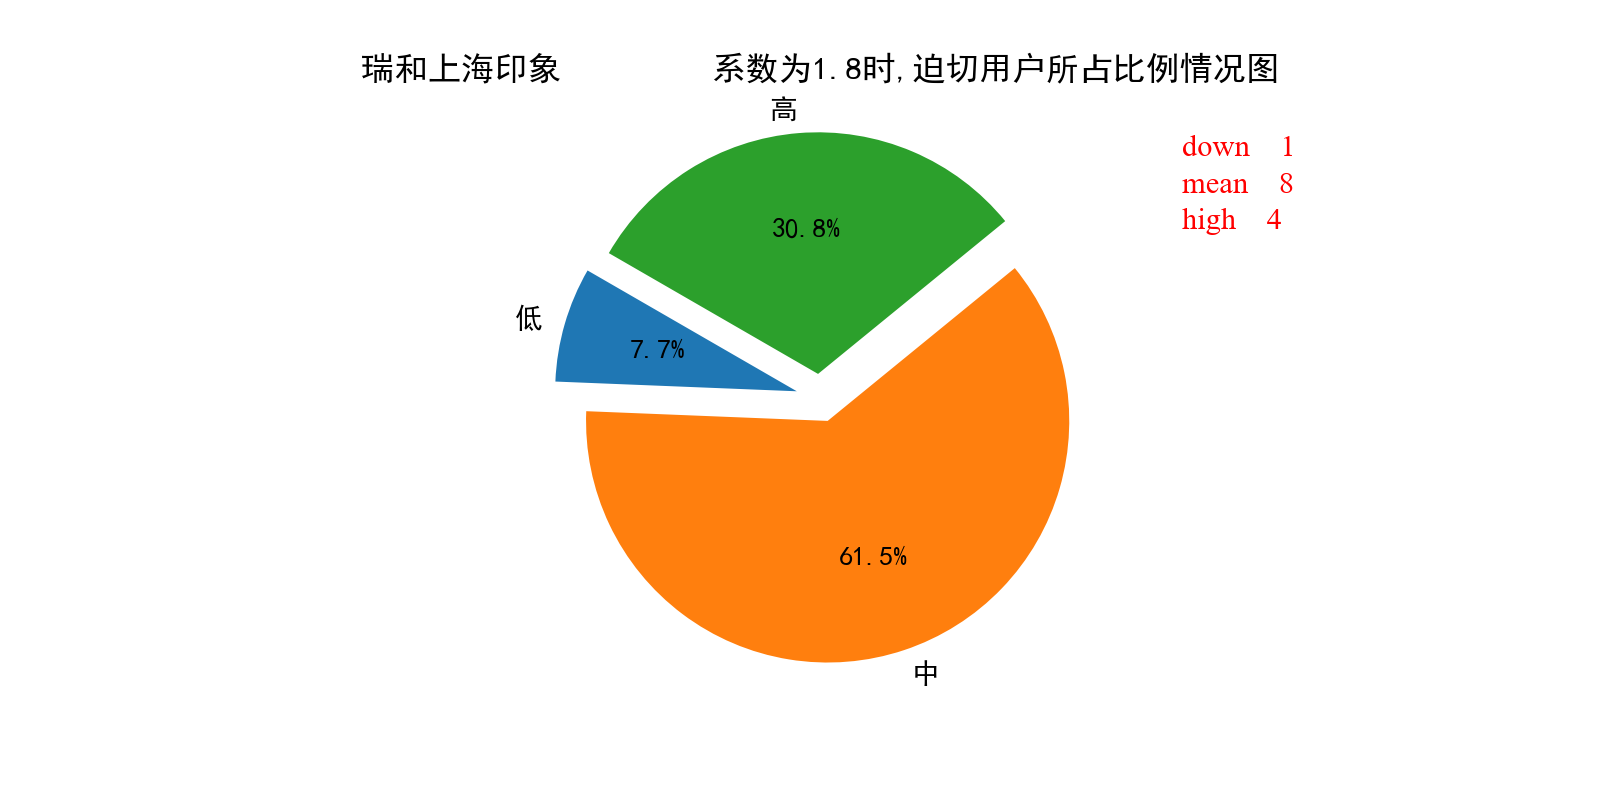 瑞和上海印象 系数为1.8时,迫切用户所占比例情况图
高
down 1
mean 8
high 4
30.8%
低
7.7%
61.5%
中